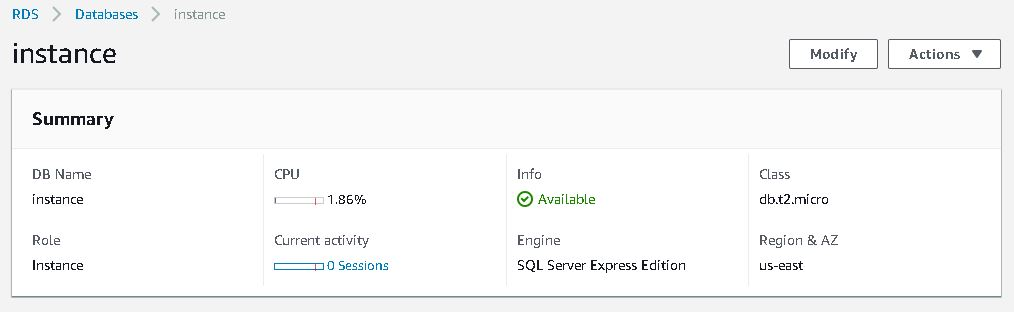 RDS > Databases > instance
instance
Modify
Actions
Summary
DB Name
CPU
Info
Class
instance
1.86%
Available
db.t2.micro
Role
Current activity
Engine
Region & AZ
Instance
0 Sessions
SQL Server Express Edition
us-east